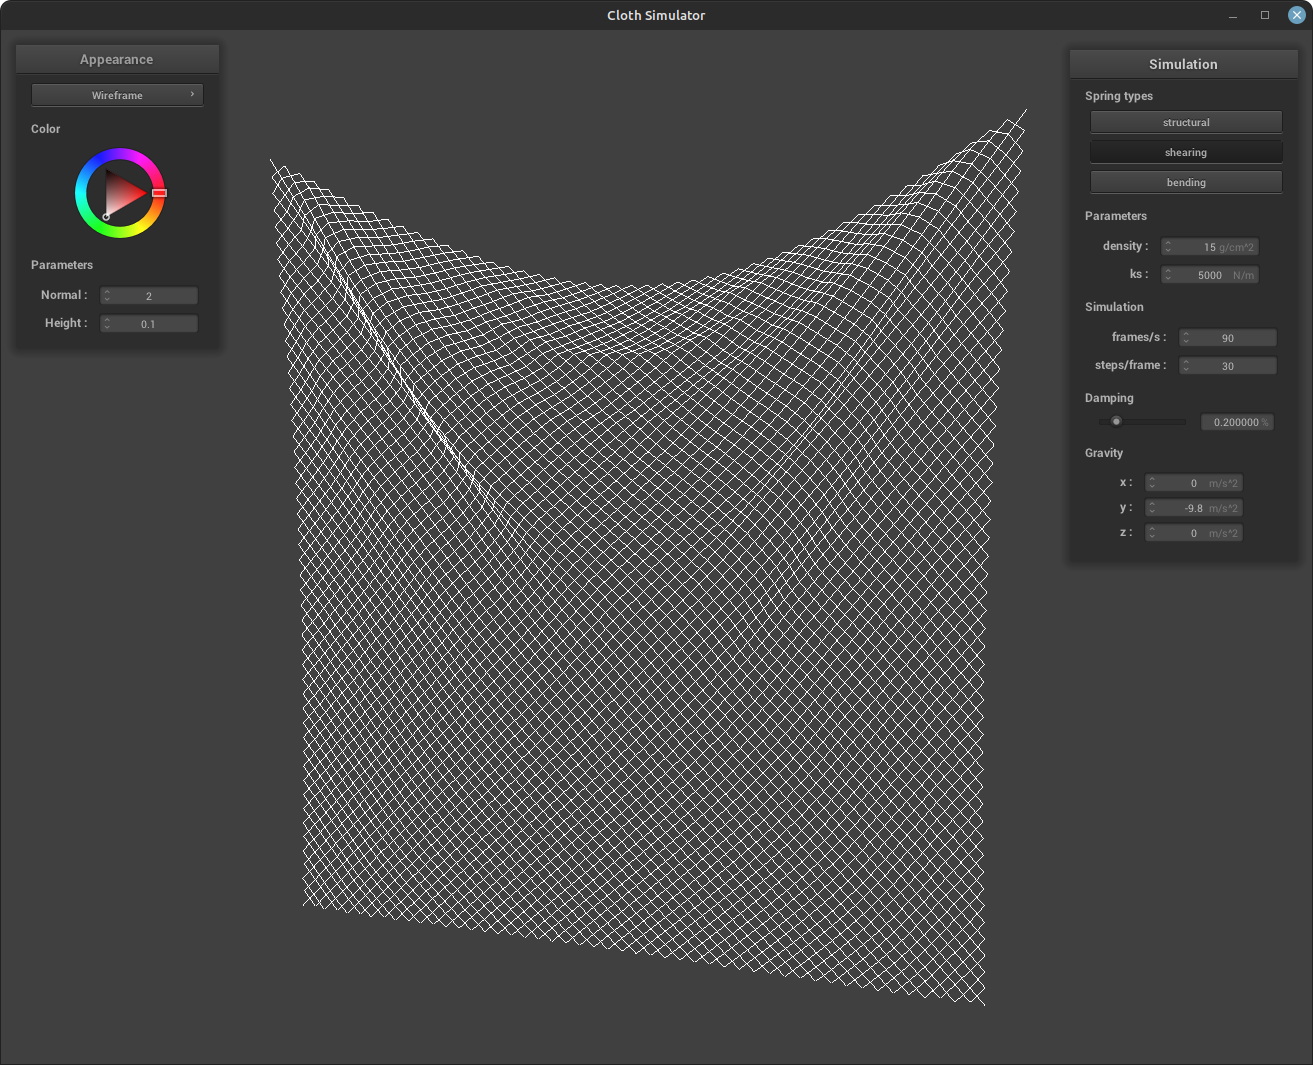 Cloth Simulator
Appearance
Wireframe
Color
Parameters
Normal : 2
Height : 0.1
Simulation
Spring types
structural
shearing
bending
Parameters
density : 15 g/cm^2
ks : 5000 N/m
Simulation
frames/s : 90
steps/frame : 30
Damping
0.200000 %
Gravity
x : 0 m/s^2
y : -9.8 m/s^2
z : 0 m/s^2